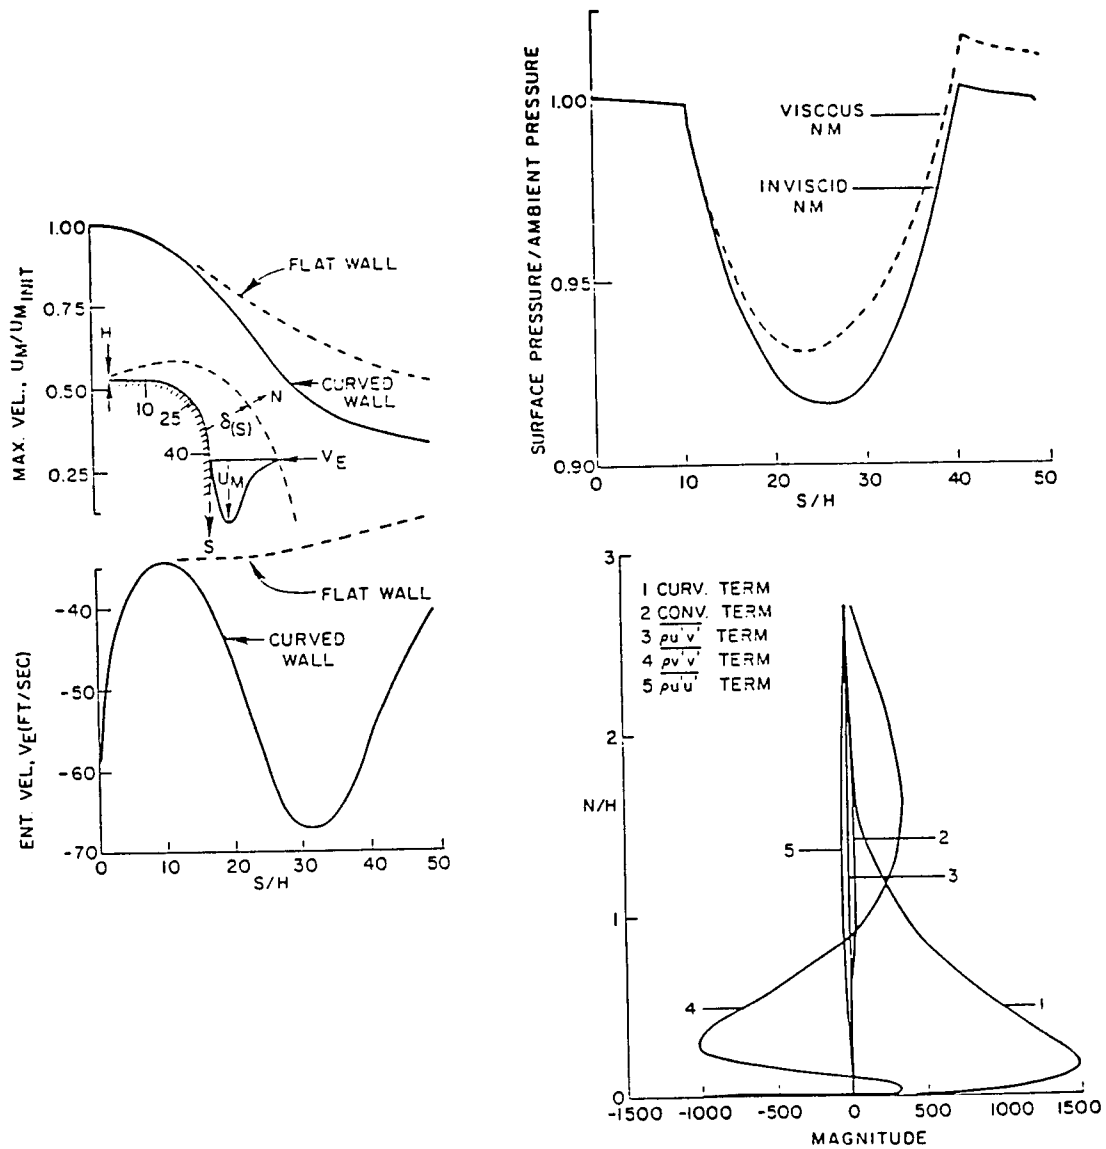 MAX. VEL., U_M/U_M_INIT
1.00
0.75
0.50
0.25
FLAT WALL
CURVED
WALL
H
10
25
40
δ(S)
N
V_E
U_M
S
ENT. VEL, V_E(FT/SEC)
-40
-50
-60
-70
FLAT WALL
CURVED
WALL
0 10 20 30 40 50
S/H
SURFACE PRESSURE/AMBIENT PRESSURE
1.00
0.95
0.90
VISCOUS
NM
INVISCID
NM
0 10 20 30 40 50
S/H
3
2
1
0
N/H
1 CURV. TERM
2 CONV. TERM
3 ρu'v' TERM
4 ρv'v' TERM
5 ρu'u' TERM
5
2
3
4
1
-1500 -1000 -500 0 500 1000 1500
MAGNITUDE